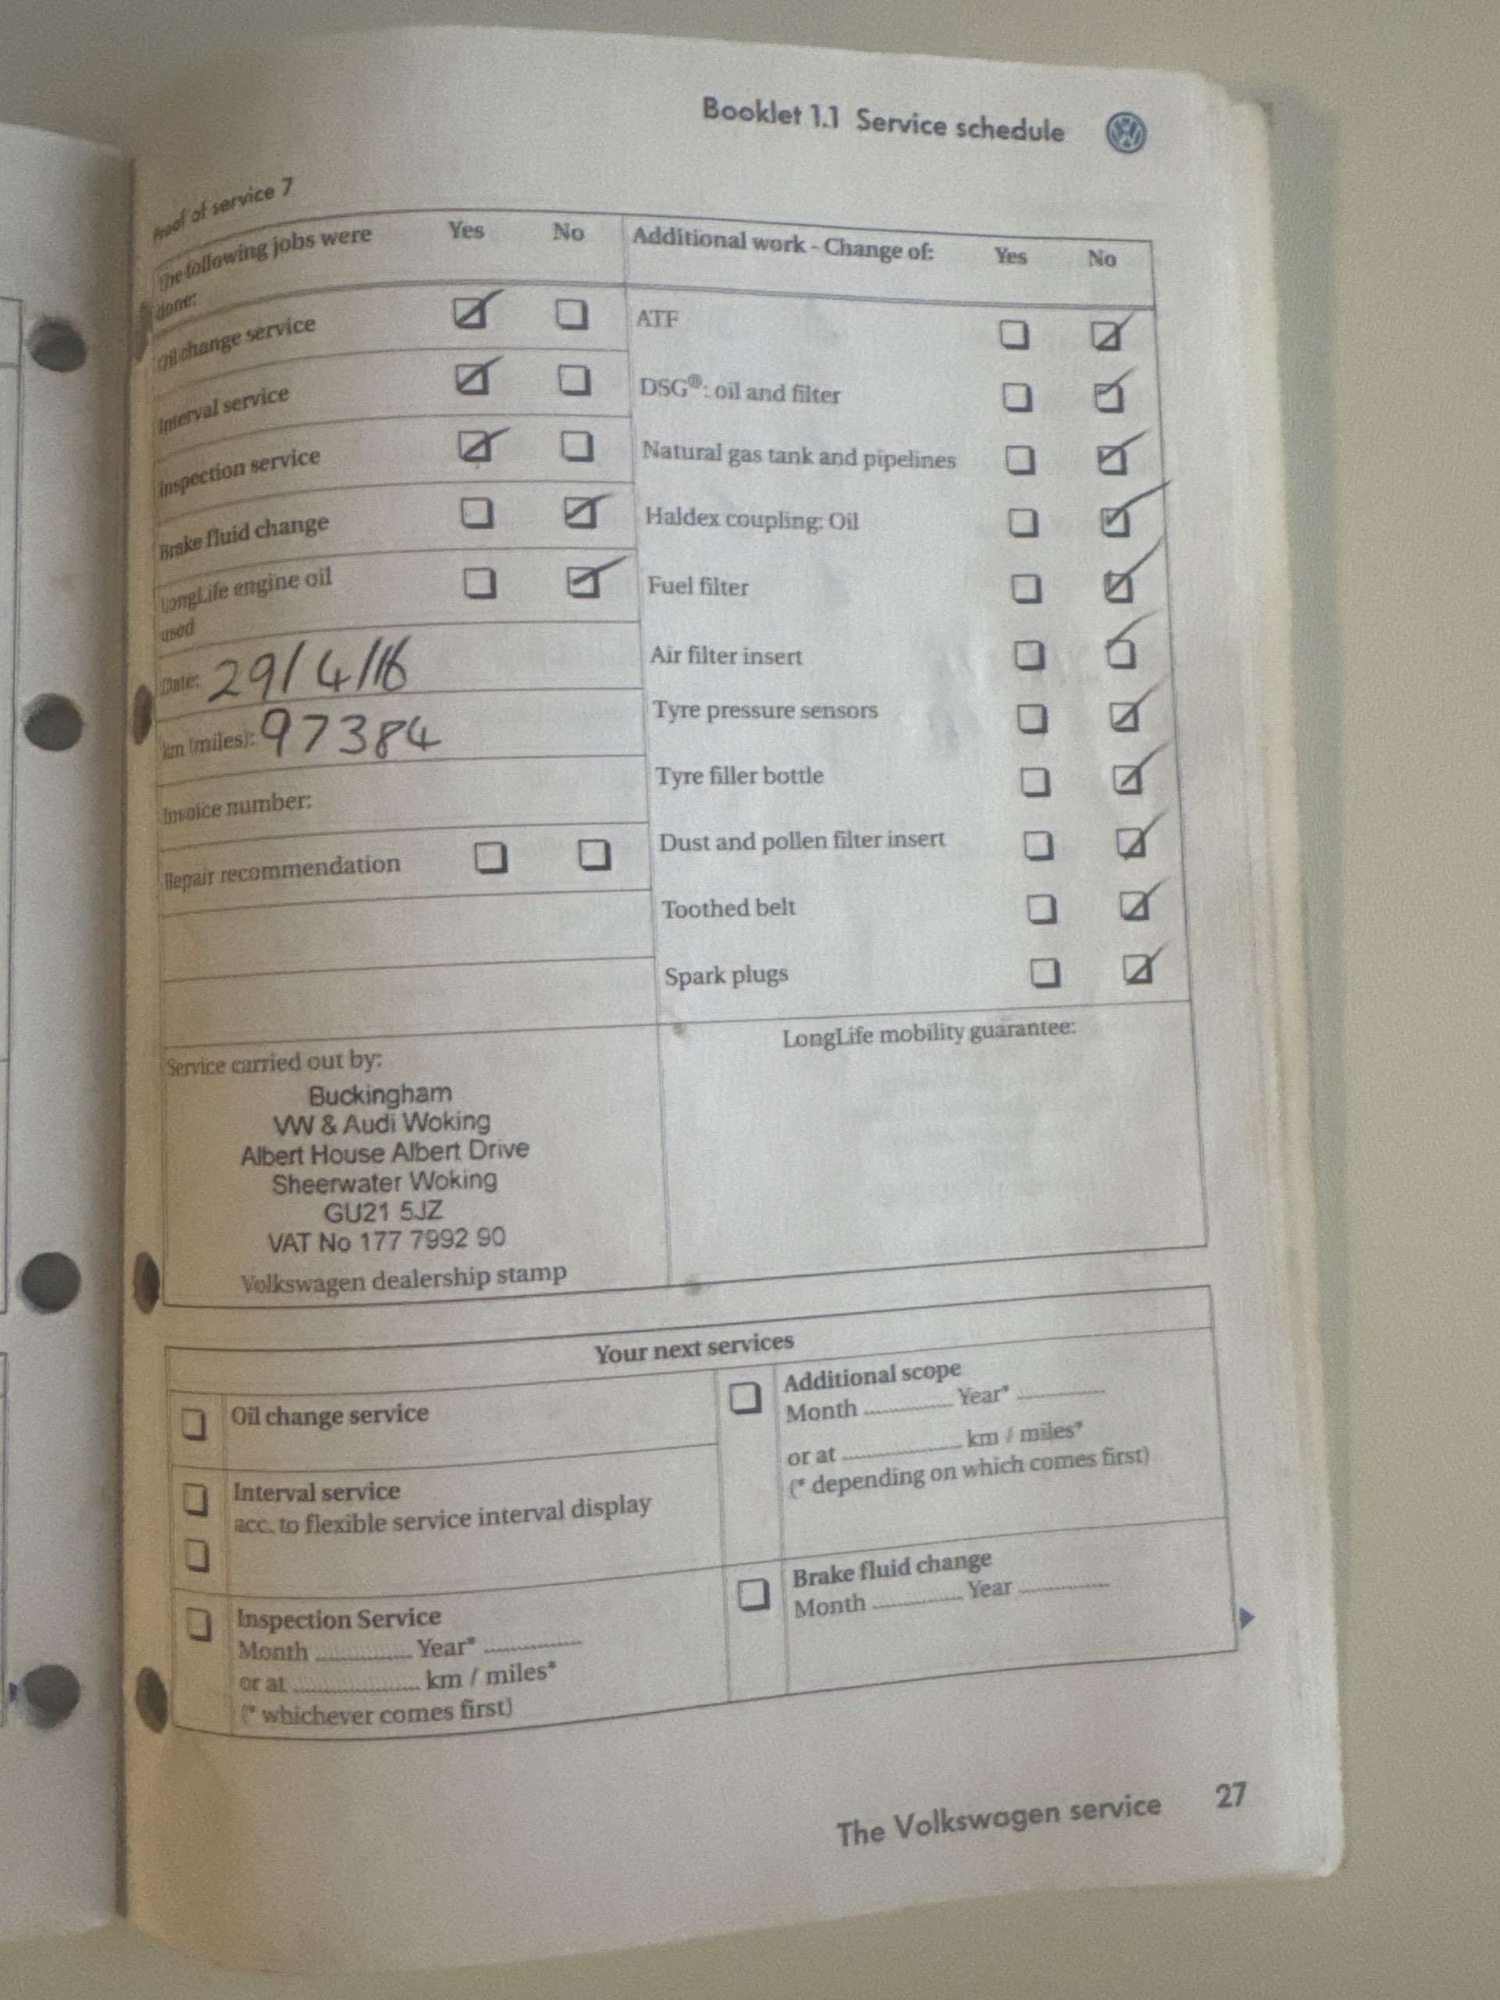 Booklet 1.1 Service schedule
Proof of service 7
The following jobs were done:
Yes No
Oil change service
Interval service
Inspection service
Brake fluid change
LongLife engine oil used
Date: 29/4/16
km (miles): 97384
Invoice number:
Repair recommendation
Additional work - Change of: Yes No
ATF
DSG®: oil and filter
Natural gas tank and pipelines
Haldex coupling: Oil
Fuel filter
Air filter insert
Tyre pressure sensors
Tyre filler bottle
Dust and pollen filter insert
Toothed belt
Spark plugs
Service carried out by:
Buckingham
VW & Audi Woking
Albert House Albert Drive
Sheerwater Woking
GU21 5JZ
VAT No 177 7992 90
Volkswagen dealership stamp
LongLife mobility guarantee:
Your next services
Oil change service
Interval service
acc. to flexible service interval display
Inspection Service
Month ............ Year* ............
or at ............ km / miles*
(* whichever comes first)
Additional scope
Month ............ Year* ............
or at ............ km / miles*
(* depending on which comes first)
Brake fluid change
Month ............ Year ............
The Volkswagen service 27